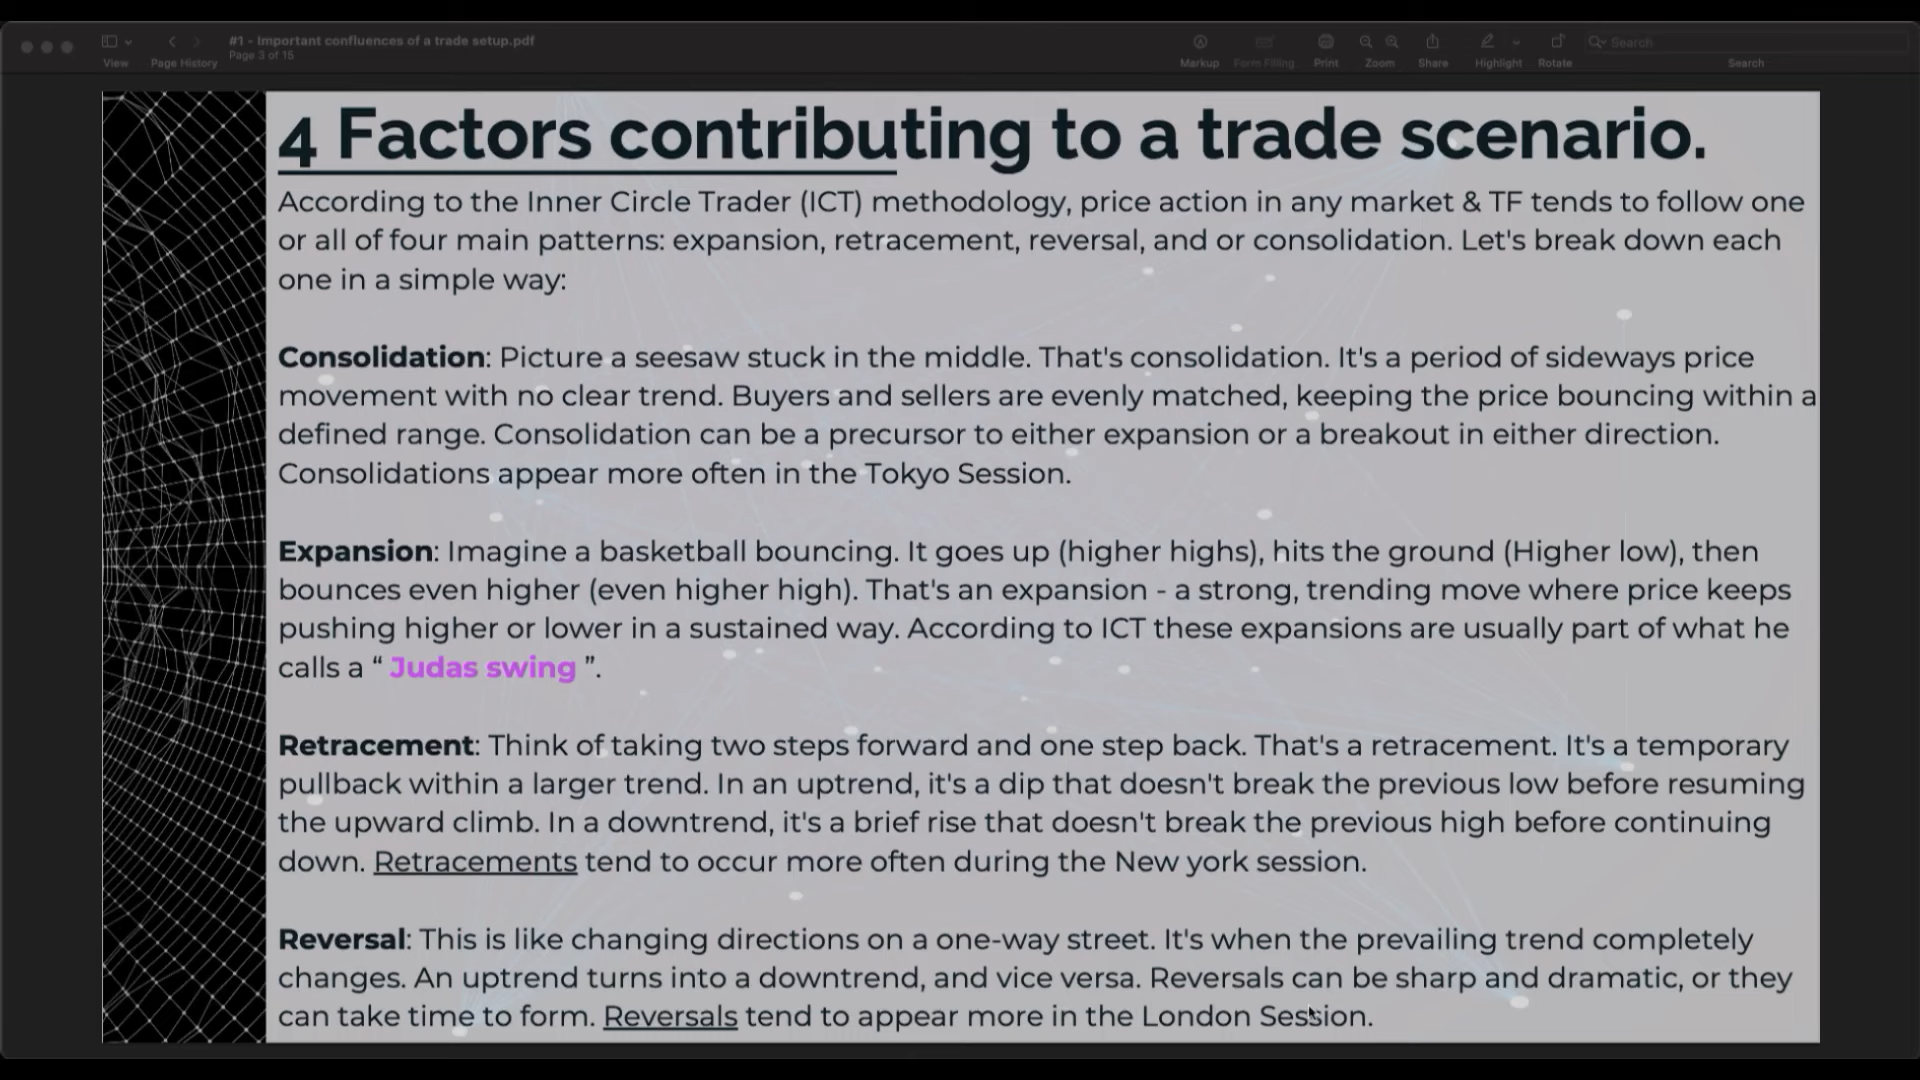 #1 - Important confluences of a trade setup.pdf
Page 3 of 15
View
Page History
Markup
Form Filling
Print
Zoom
Share
Highlight
Rotate
Search
Search
4 Factors contributing to a trade scenario.
According to the Inner Circle Trader (ICT) methodology, price action in any market & TF tends to follow one
or all of four main patterns: expansion, retracement, reversal, and or consolidation. Let's break down each
one in a simple way:
Consolidation: Picture a seesaw stuck in the middle. That's consolidation. It's a period of sideways price
movement with no clear trend. Buyers and sellers are evenly matched, keeping the price bouncing within a
defined range. Consolidation can be a precursor to either expansion or a breakout in either direction.
Consolidations appear more often in the Tokyo Session.
Expansion: Imagine a basketball bouncing. It goes up (higher highs), hits the ground (Higher low), then
bounces even higher (even higher high). That's an expansion - a strong, trending move where price keeps
pushing higher or lower in a sustained way. According to ICT these expansions are usually part of what he
calls a “ Judas swing ”.
Retracement: Think of taking two steps forward and one step back. That's a retracement. It's a temporary
pullback within a larger trend. In an uptrend, it's a dip that doesn't break the previous low before resuming
the upward climb. In a downtrend, it's a brief rise that doesn't break the previous high before continuing
down. Retracements tend to occur more often during the New york session.
Reversal: This is like changing directions on a one-way street. It's when the prevailing trend completely
changes. An uptrend turns into a downtrend, and vice versa. Reversals can be sharp and dramatic, or they
can take time to form. Reversals tend to appear more in the London Session.